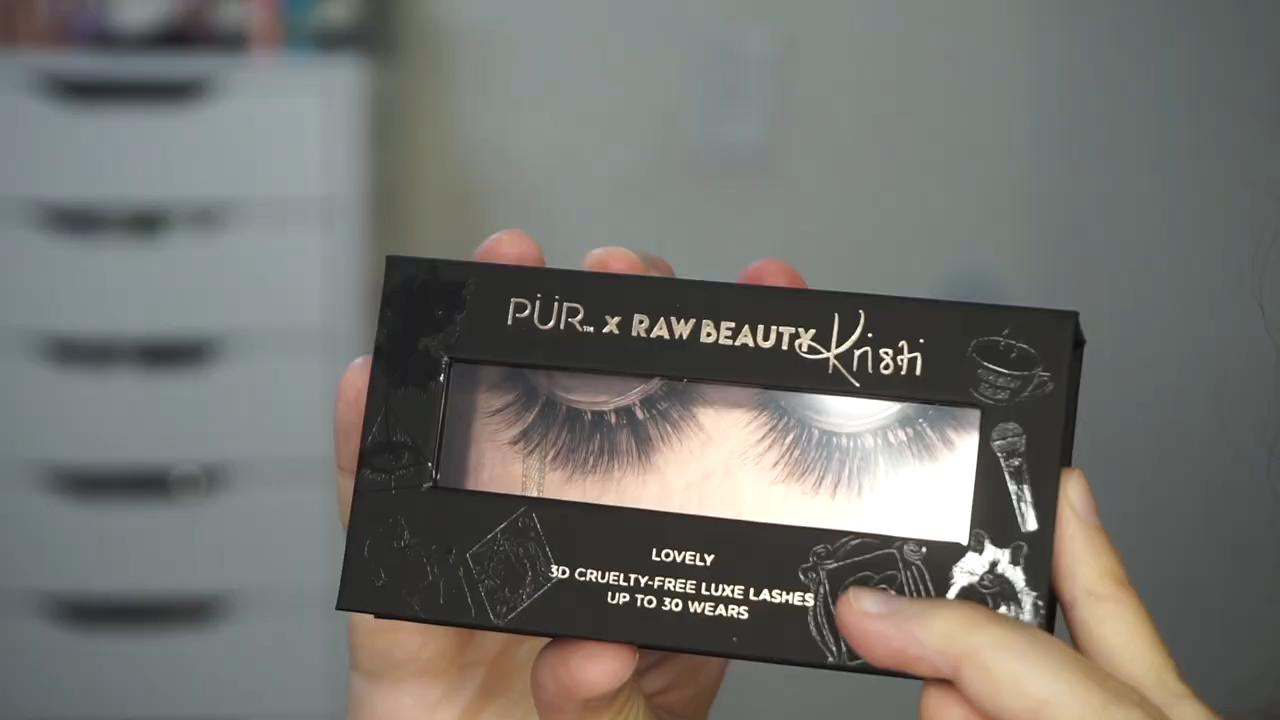 PÜR™ x RAW BEAUTY Kristi
LOVELY
3D CRUELTY-FREE LUXE LASHES
UP TO 30 WEARS